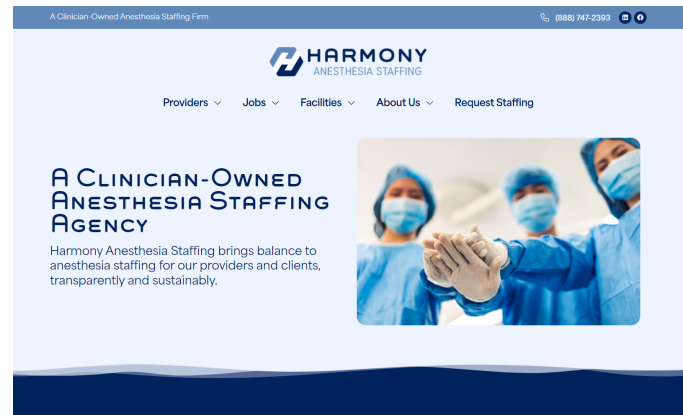 A Clinician-Owned Anesthesia Staffing Firm
(888) 747-2393
HARMONY
ANESTHESIA STAFFING
Providers
Jobs
Facilities
About Us
Request Staffing
A Clinician-Owned
Anesthesia Staffing
Agency
Harmony Anesthesia Staffing brings balance to
anesthesia staffing for our providers and clients,
transparently and sustainably.